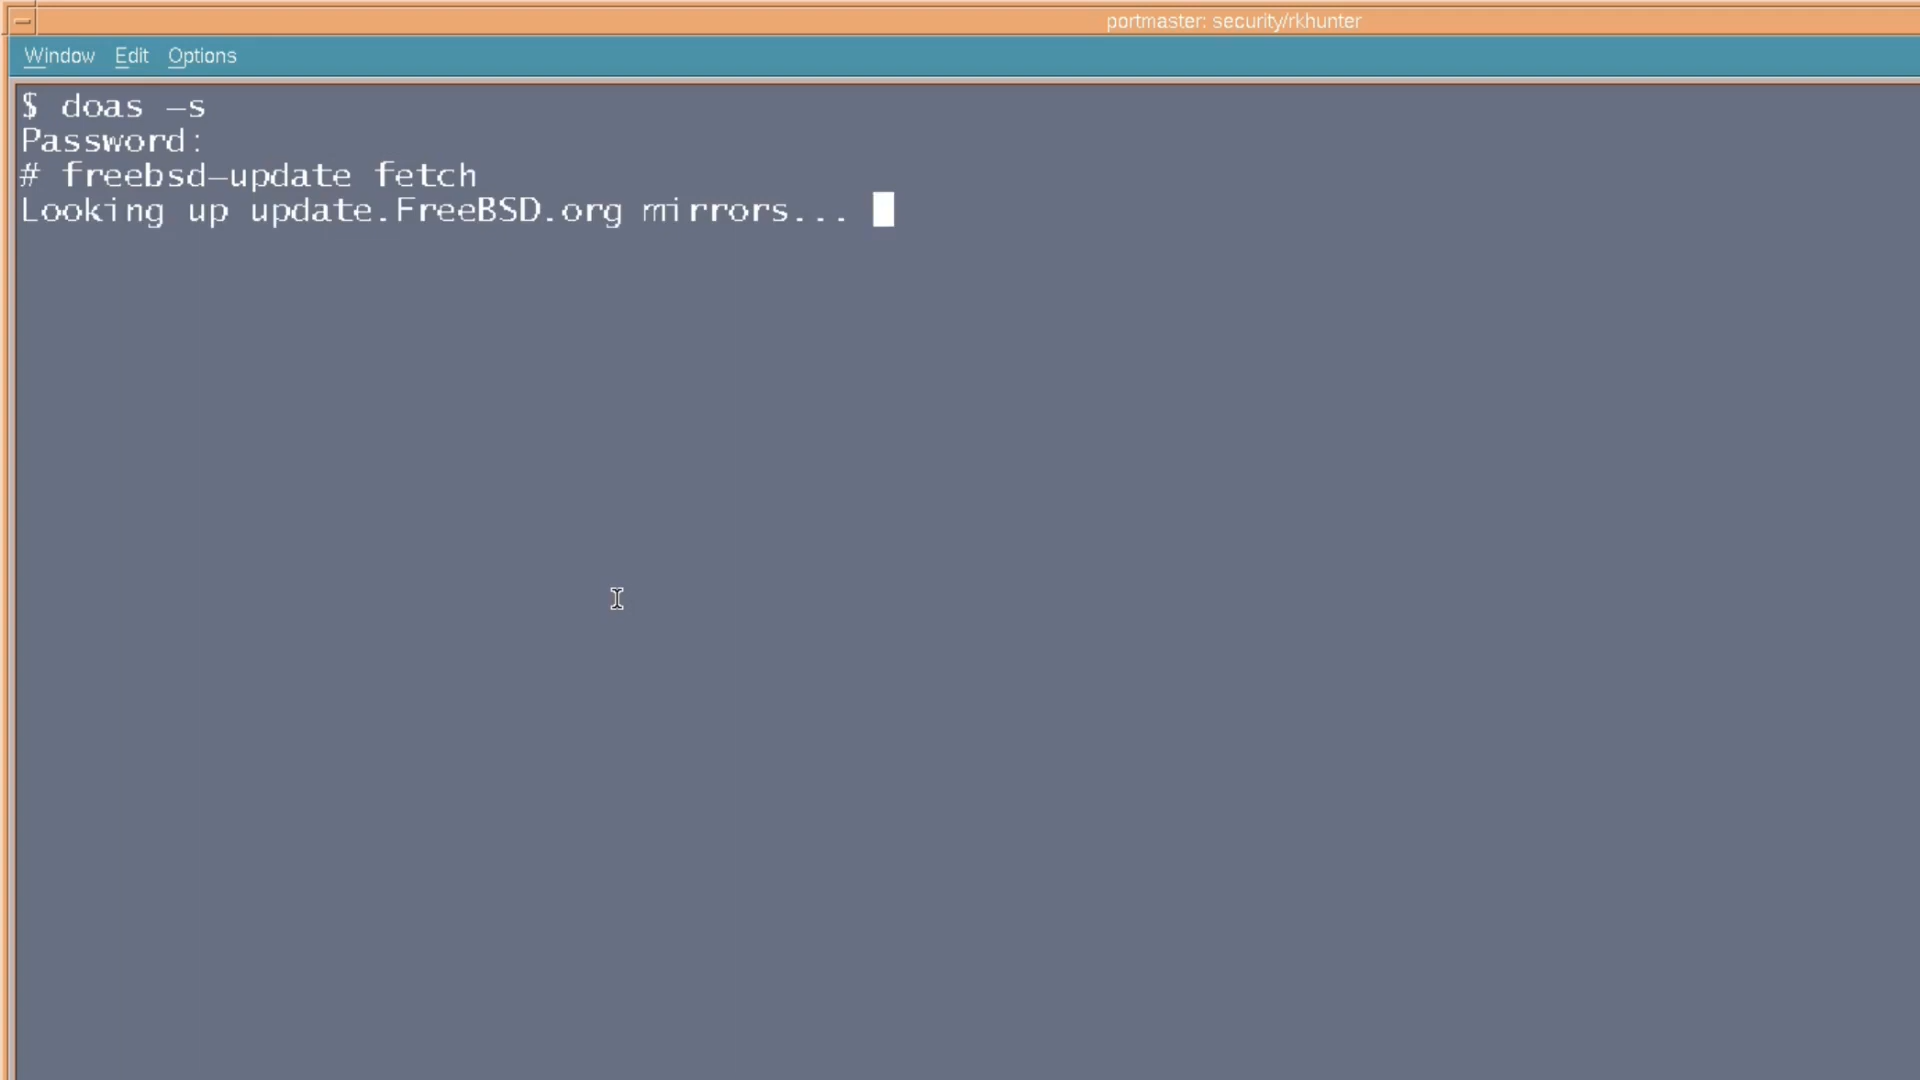 portmaster: security/rkhunter
Window Edit Options
$ doas -s
Password:
# freebsd-update fetch
Looking up update.FreeBSD.org mirrors...